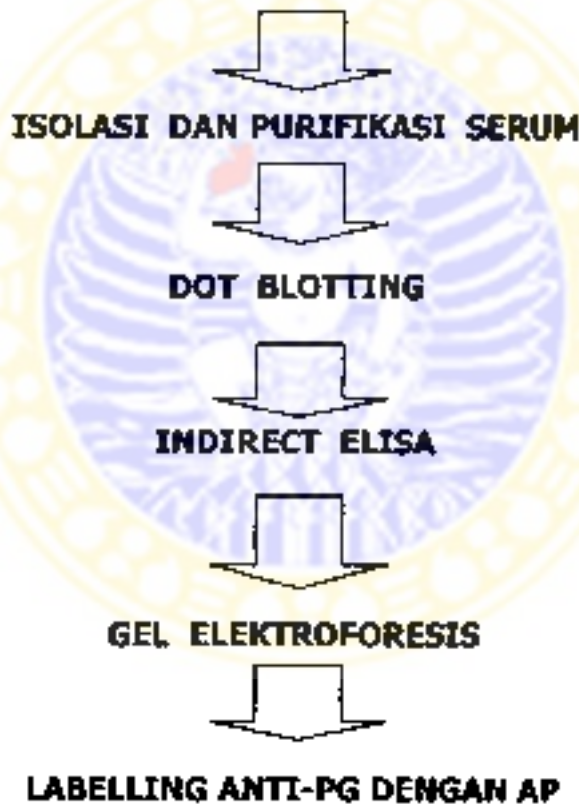 ISOLASI DAN PURIFIKASI SERUM
DOT BLOTTING
INDIRECT ELISA
GEL ELEKTROFORESIS
LABELLING ANTI-PG DENGAN AP